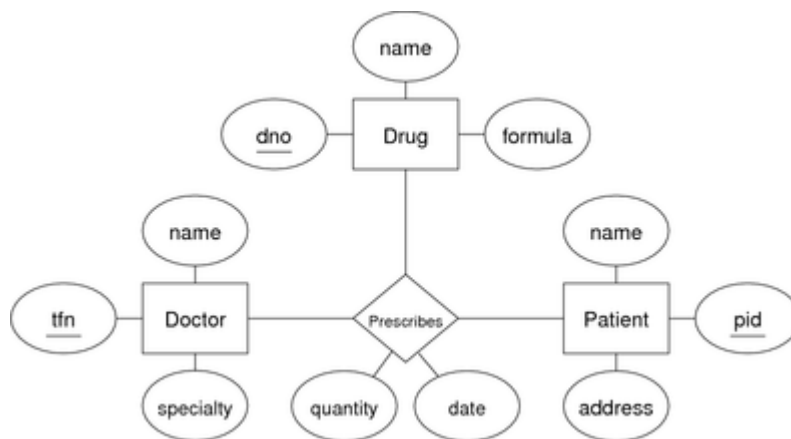 name
dno
Drug
formula
name
name
tfn
Doctor
Prescribes
Patient
pid
specialty
quantity
date
address